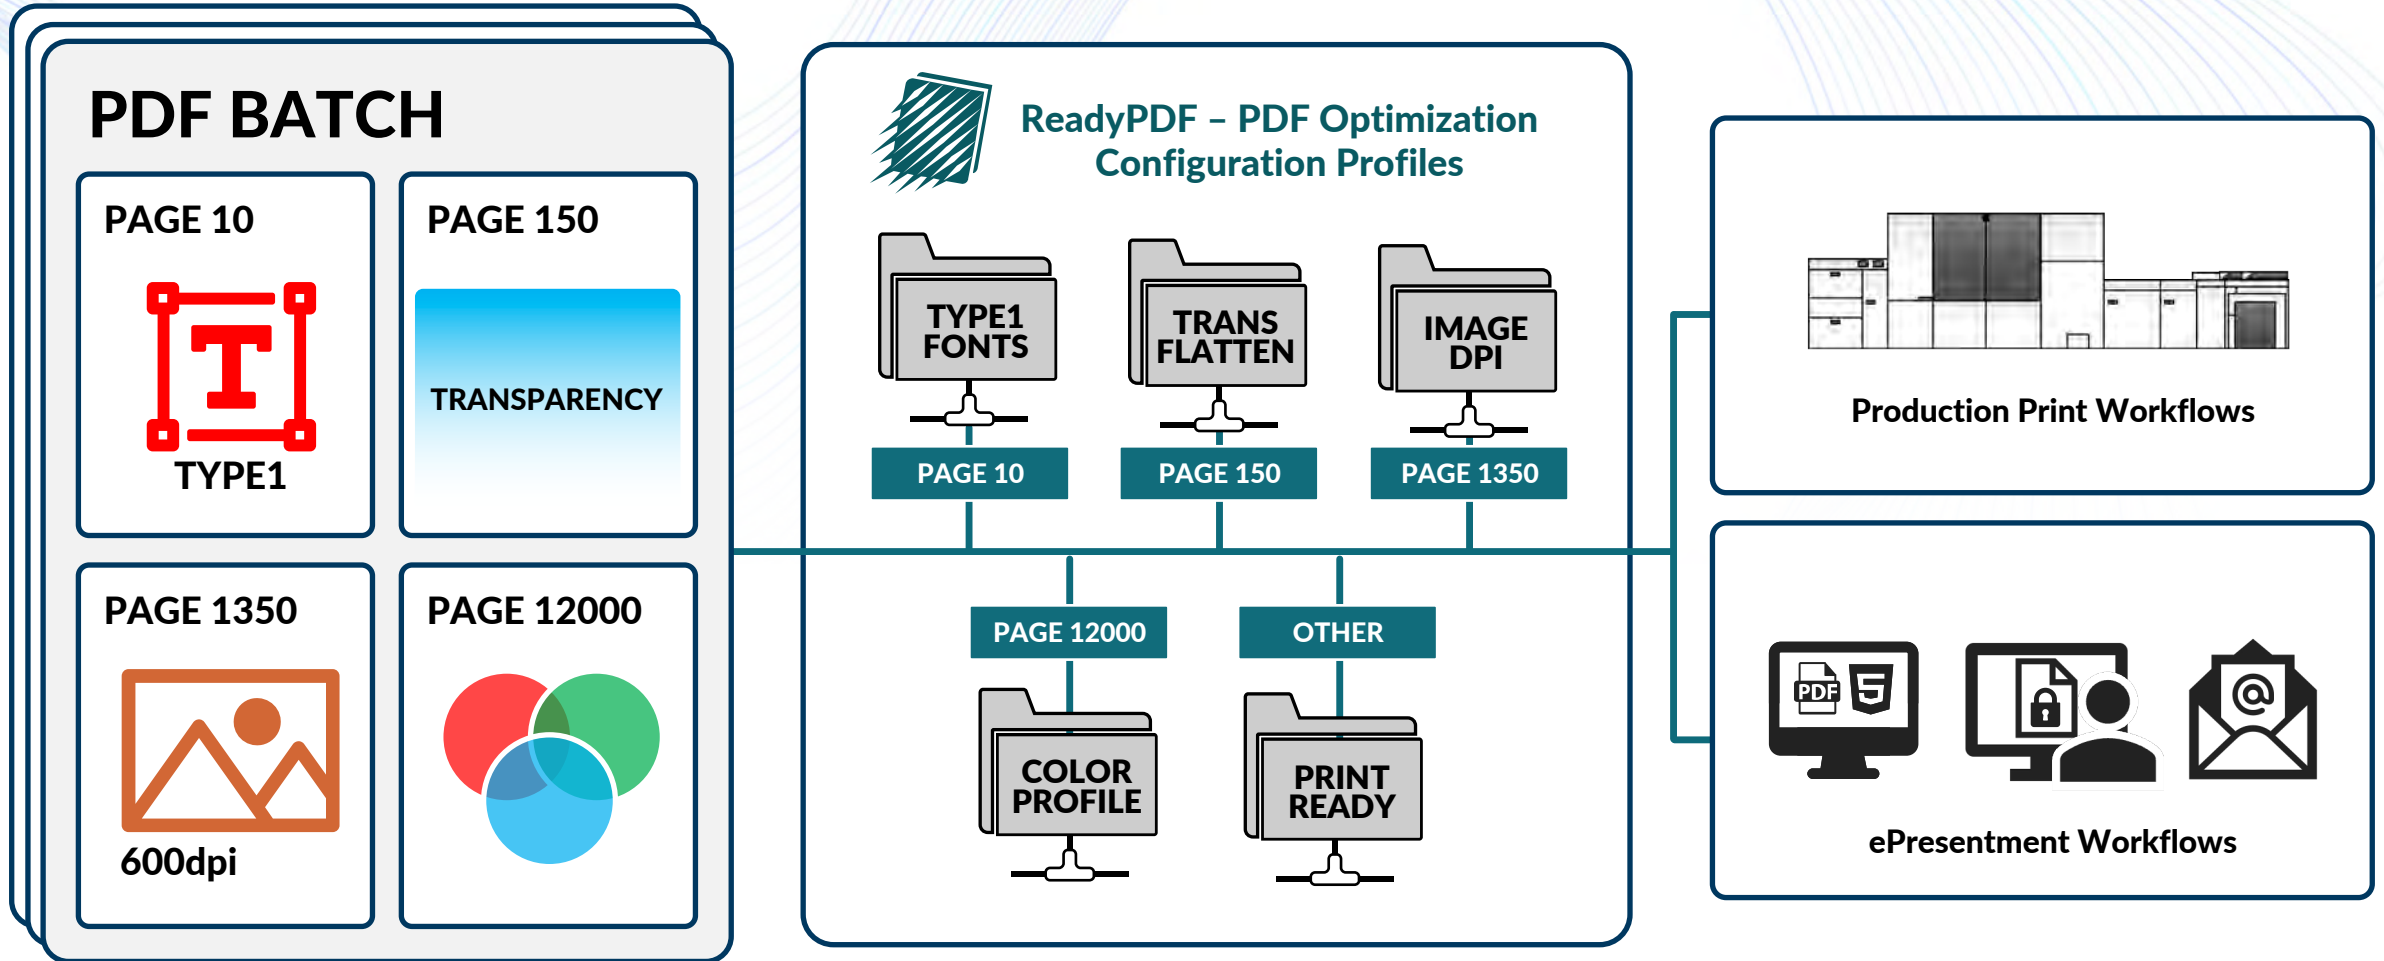 PDF BATCH
PAGE 10
TYPE1
PAGE 150
TRANSPARENCY
PAGE 1350
600dpi
PAGE 12000
ReadyPDF – PDF Optimization
Configuration Profiles
TYPE1
FONTS
PAGE 10
TRANS
FLATTEN
PAGE 150
IMAGE
DPI
PAGE 1350
PAGE 12000
COLOR
PROFILE
OTHER
PRINT
READY
Production Print Workflows
PDF
5
@
ePresentment Workflows